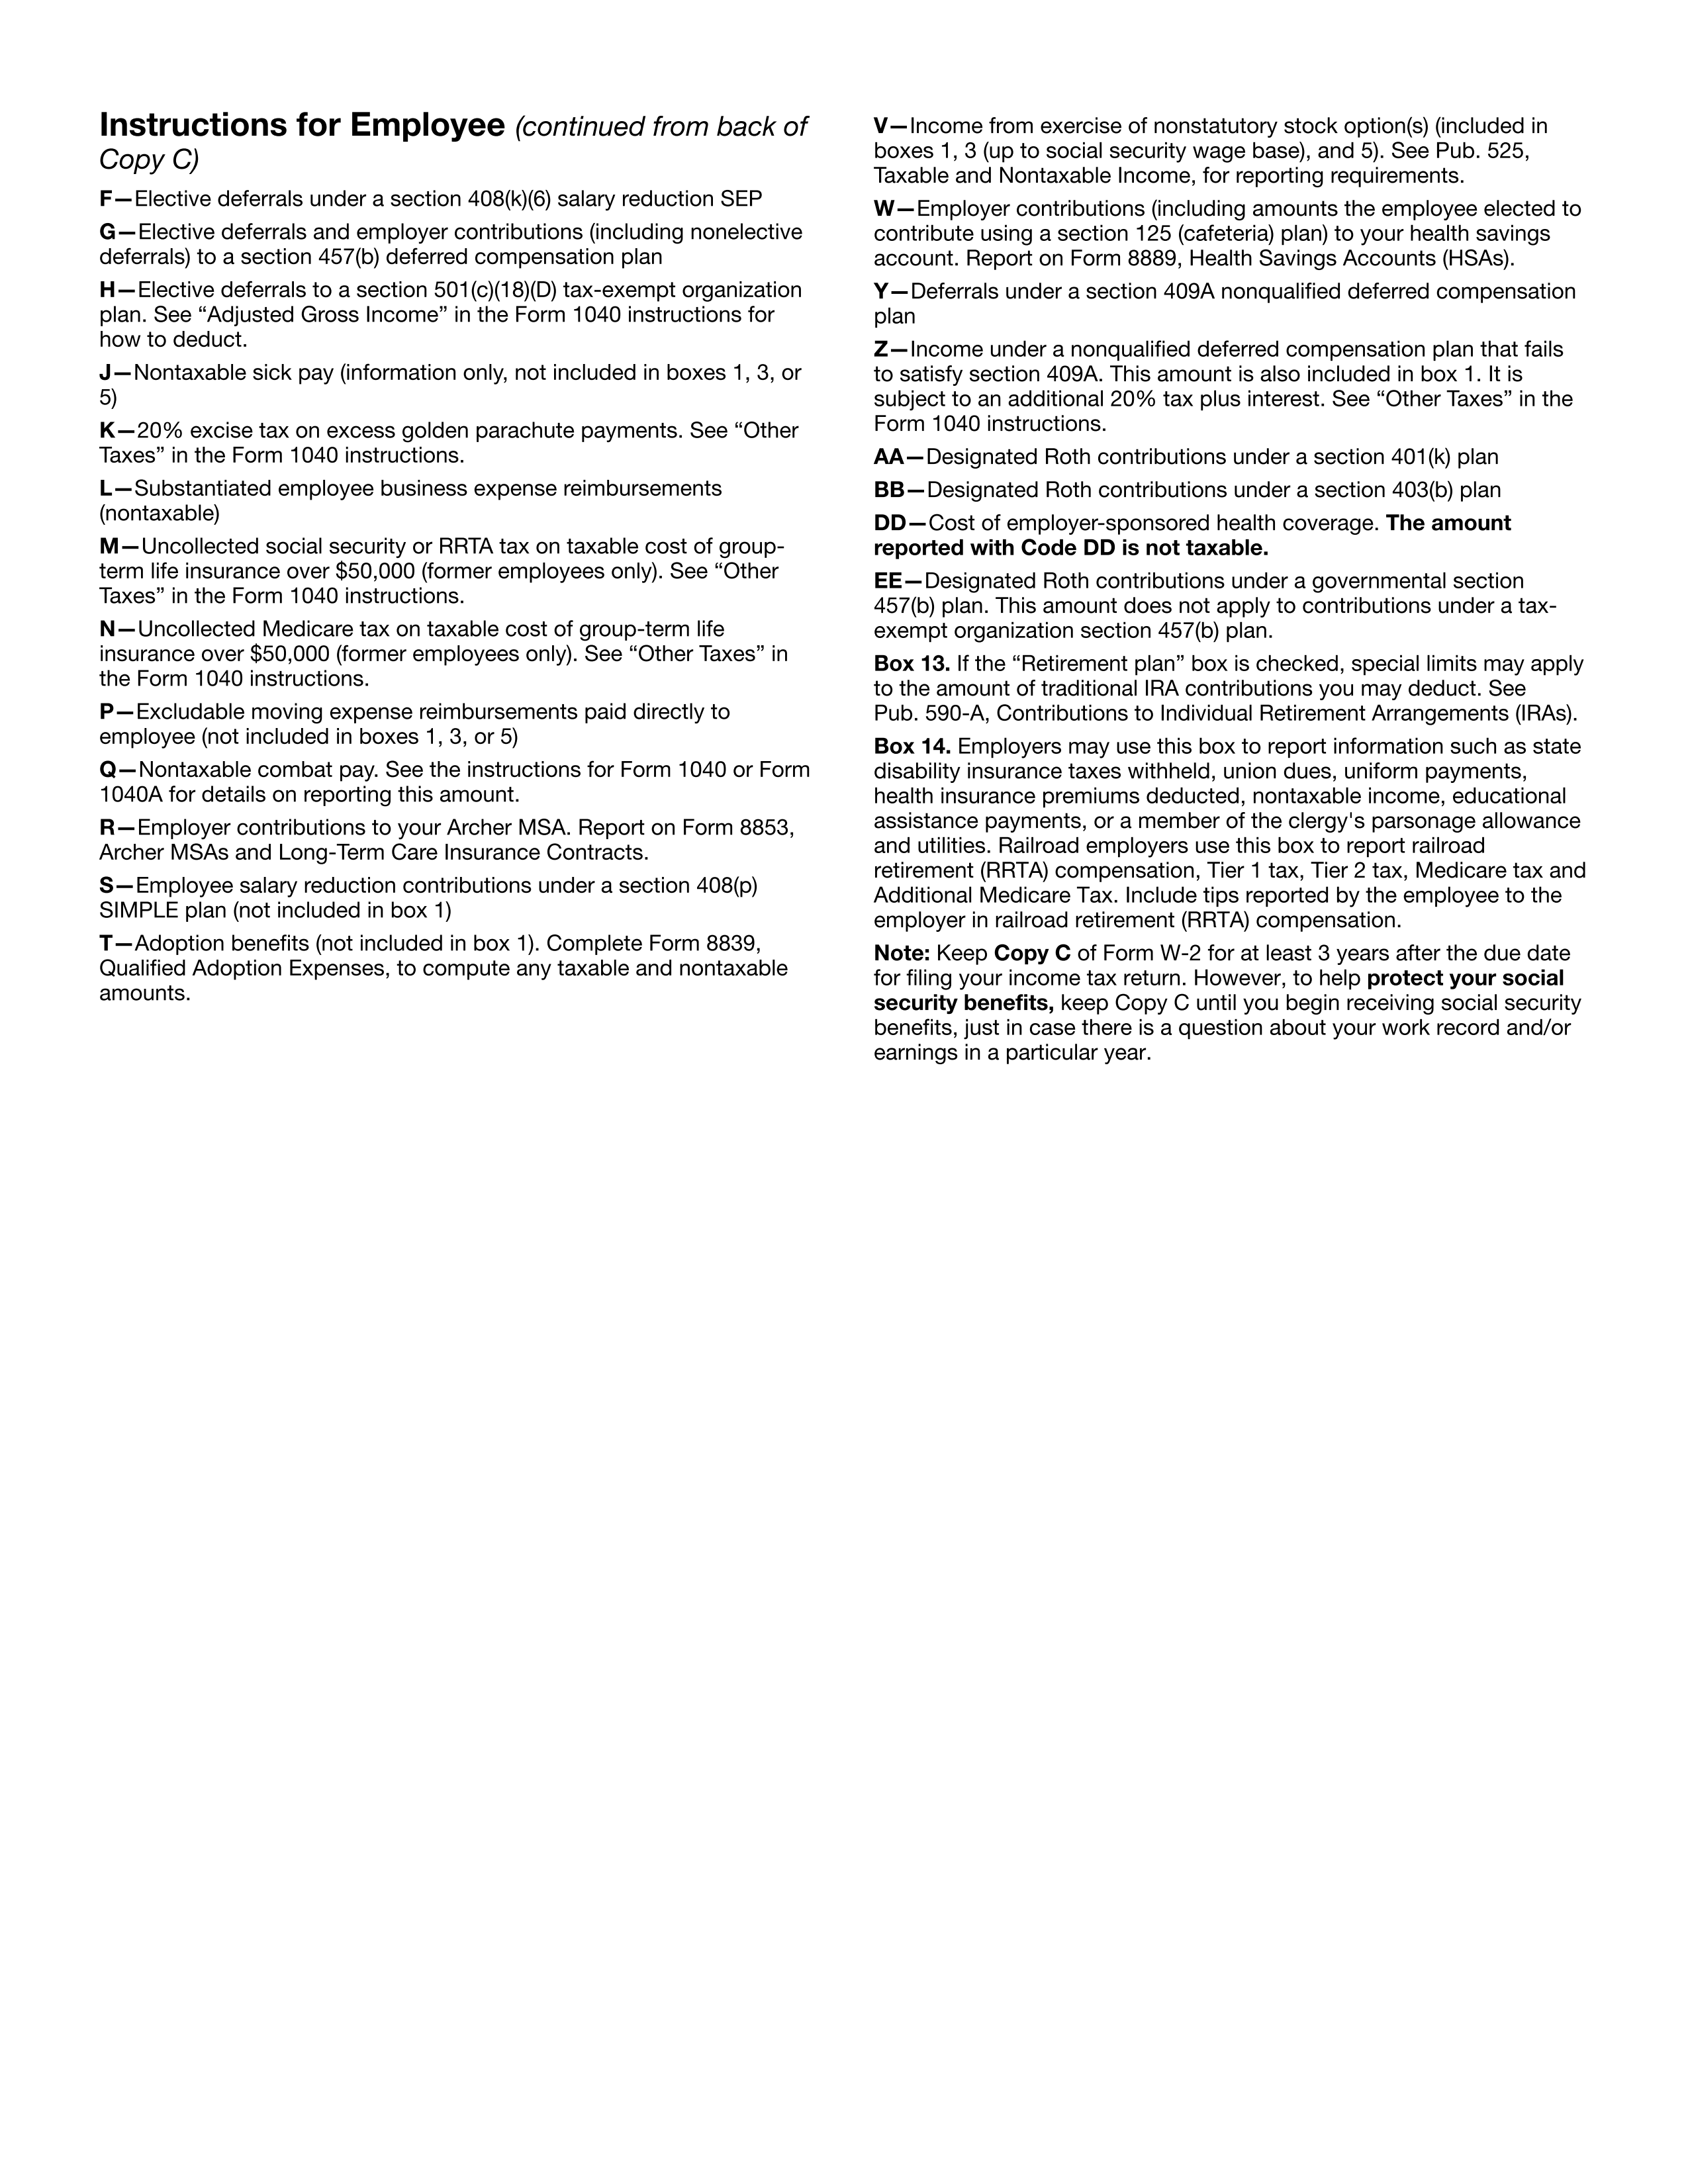 Instructions for Employee (continued from back of
Copy C)
F—Elective deferrals under a section 408(k)(6) salary reduction SEP
G—Elective deferrals and employer contributions (including nonelective
deferrals) to a section 457(b) deferred compensation plan
H—Elective deferrals to a section 501(c)(18)(D) tax-exempt organization
plan. See “Adjusted Gross Income” in the Form 1040 instructions for
how to deduct.
J—Nontaxable sick pay (information only, not included in boxes 1, 3, or
5)
K—20% excise tax on excess golden parachute payments. See “Other
Taxes” in the Form 1040 instructions.
L—Substantiated employee business expense reimbursements
(nontaxable)
M—Uncollected social security or RRTA tax on taxable cost of group-
term life insurance over $50,000 (former employees only). See “Other
Taxes” in the Form 1040 instructions.
N—Uncollected Medicare tax on taxable cost of group-term life
insurance over $50,000 (former employees only). See “Other Taxes” in
the Form 1040 instructions.
P—Excludable moving expense reimbursements paid directly to
employee (not included in boxes 1, 3, or 5)
Q—Nontaxable combat pay. See the instructions for Form 1040 or Form
1040A for details on reporting this amount.
R—Employer contributions to your Archer MSA. Report on Form 8853,
Archer MSAs and Long-Term Care Insurance Contracts.
S—Employee salary reduction contributions under a section 408(p)
SIMPLE plan (not included in box 1)
T—Adoption benefits (not included in box 1). Complete Form 8839,
Qualified Adoption Expenses, to compute any taxable and nontaxable
amounts.
V—Income from exercise of nonstatutory stock option(s) (included in
boxes 1, 3 (up to social security wage base), and 5). See Pub. 525,
Taxable and Nontaxable Income, for reporting requirements.
W—Employer contributions (including amounts the employee elected to
contribute using a section 125 (cafeteria) plan) to your health savings
account. Report on Form 8889, Health Savings Accounts (HSAs).
Y—Deferrals under a section 409A nonqualified deferred compensation
plan
Z—Income under a nonqualified deferred compensation plan that fails
to satisfy section 409A. This amount is also included in box 1. It is
subject to an additional 20% tax plus interest. See “Other Taxes” in the
Form 1040 instructions.
AA—Designated Roth contributions under a section 401(k) plan
BB—Designated Roth contributions under a section 403(b) plan
DD—Cost of employer-sponsored health coverage. The amount
reported with Code DD is not taxable.
EE—Designated Roth contributions under a governmental section
457(b) plan. This amount does not apply to contributions under a tax-
exempt organization section 457(b) plan.
Box 13. If the “Retirement plan” box is checked, special limits may apply
to the amount of traditional IRA contributions you may deduct. See
Pub. 590-A, Contributions to Individual Retirement Arrangements (IRAs).
Box 14. Employers may use this box to report information such as state
disability insurance taxes withheld, union dues, uniform payments,
health insurance premiums deducted, nontaxable income, educational
assistance payments, or a member of the clergy's parsonage allowance
and utilities. Railroad employers use this box to report railroad
retirement (RRTA) compensation, Tier 1 tax, Tier 2 tax, Medicare tax and
Additional Medicare Tax. Include tips reported by the employee to the
employer in railroad retirement (RRTA) compensation.
Note: Keep Copy C of Form W-2 for at least 3 years after the due date
for filing your income tax return. However, to help protect your social
security benefits, keep Copy C until you begin receiving social security
benefits, just in case there is a question about your work record and/or
earnings in a particular year.